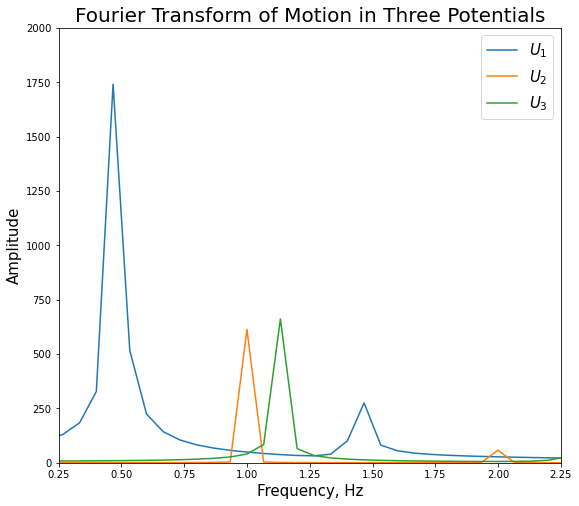 Fourier Transform of Motion in Three Potentials
2000
1750
1500
1250
1000
750
500
250
0
Amplitude
U₁
U₂
U₃
0.25 0.50 0.75 1.00 1.25 1.50 1.75 2.00 2.25
Frequency, Hz